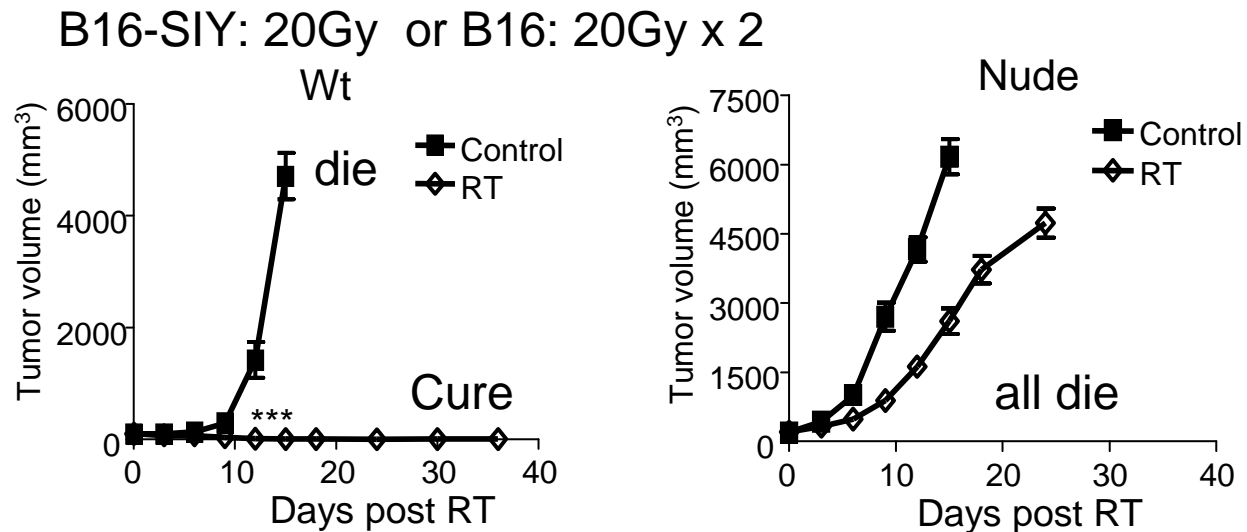 B16-SIY: 20Gy or B16: 20Gy x 2
Wt
Tumor volume (mm³)
6000
4000
2000
0
die
Control
RT
Cure
***
0 10 20 30 40
Days post RT
Nude
Tumor volume (mm³)
7500
6000
4500
3000
1500
0
Control
RT
all die
0 10 20 30 40
Days post RT